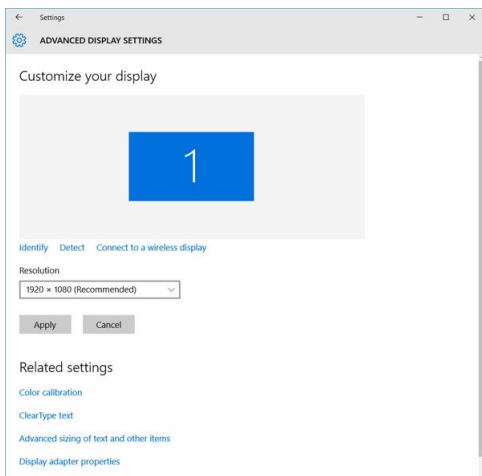 Settings
ADVANCED DISPLAY SETTINGS
Customize your display
1
Identify Detect Connect to a wireless display
Resolution
1920 × 1080 (Recommended)
Apply Cancel
Related settings
Color calibration
ClearType text
Advanced sizing of text and other items
Display adapter properties